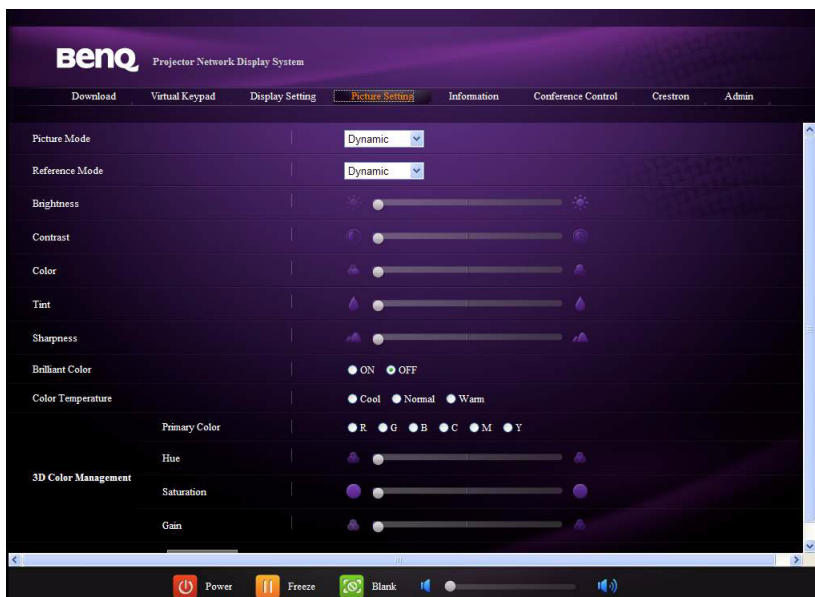 BenQ Projector Network Display System
Download Virtual Keypad Display Setting Picture Setting Information Conference Control Crestron Admin
Picture Mode Dynamic
Reference Mode Dynamic
Brightness
Contrast
Color
Tint
Sharpness
Brilliant Color ON OFF
Color Temperature Cool Normal Warm
Primary Color R G B C M Y
Hue
3D Color Management
Saturation
Gain
Power Freeze Blank